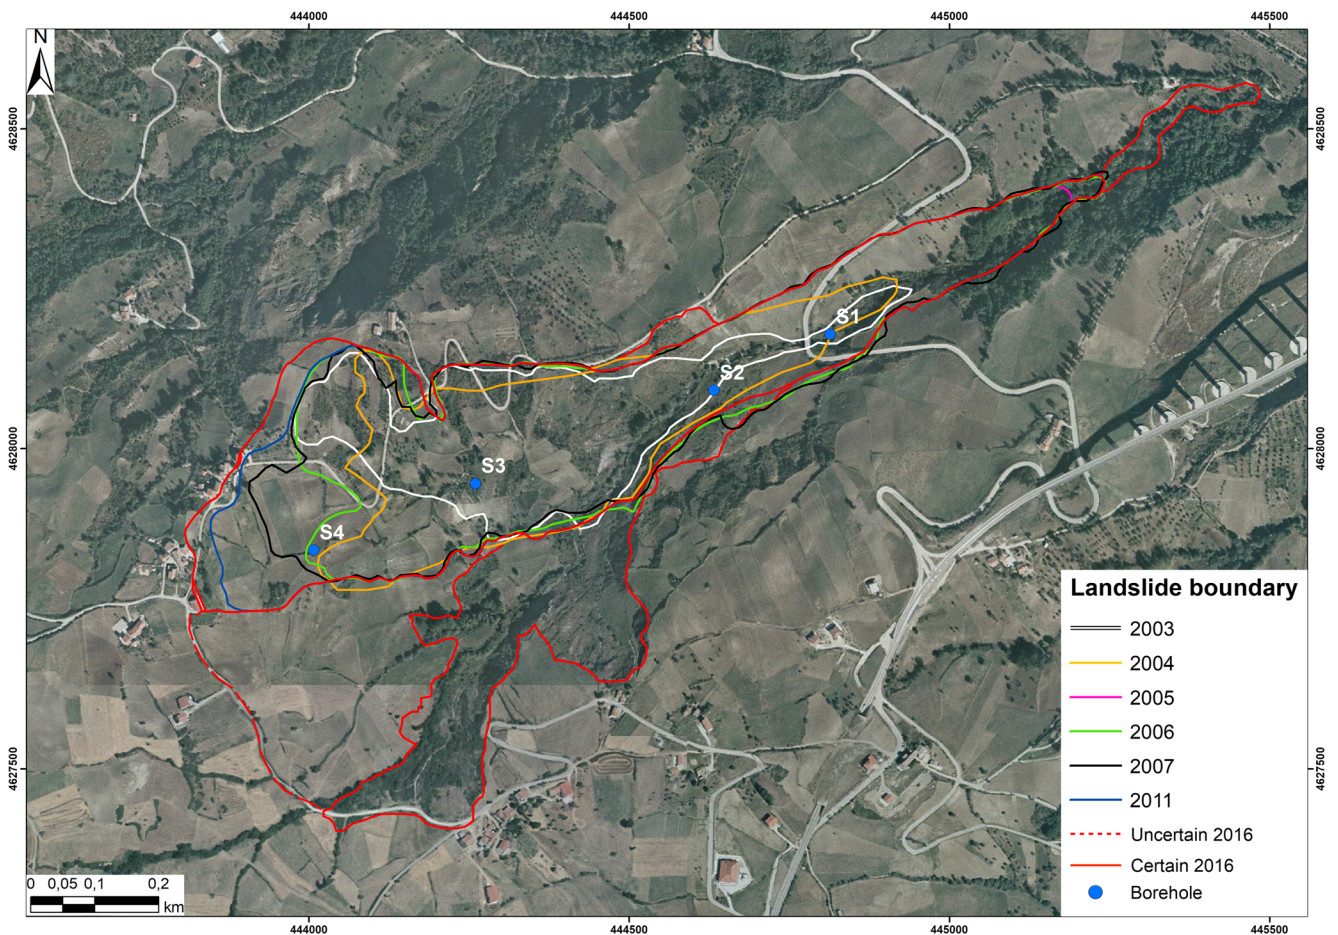 444000 444500 445000 445500
N
4628500 4628500
S1
S2
4628000 4628000
S3
S4
Landslide boundary
2003
2004
2005
2006
2007
2011
Uncertain 2016
Certain 2016
Borehole
4627500 4627500
0 0,05 0,1 0,2
km
444000 444500 445000 445500